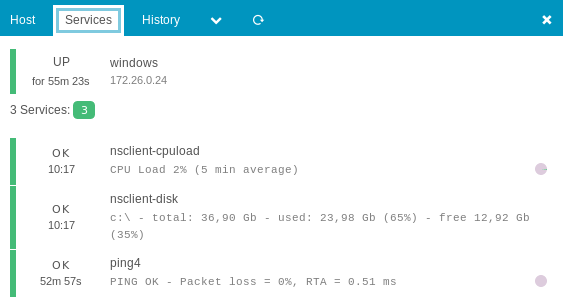 Host Services History
UP
for 55m 23s
windows
172.26.0.24
3 Services: 3
OK
10:17
nsclient-cpuload
CPU Load 2% (5 min average)
OK
10:17
nsclient-disk
c:\ - total: 36,90 Gb - used: 23,98 Gb (65%) - free 12,92 Gb
(35%)
OK
52m 57s
ping4
PING OK - Packet loss = 0%, RTA = 0.51 ms